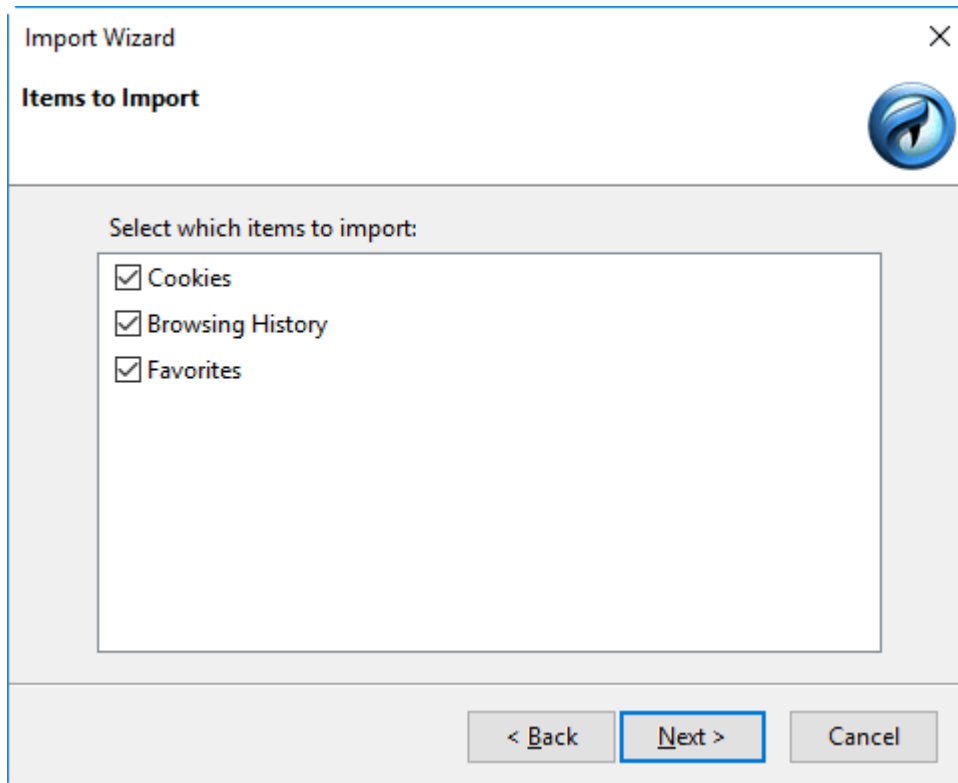 Import Wizard
Items to Import
Select which items to import:
Cookies
Browsing History
Favorites
< Back
Next >
Cancel